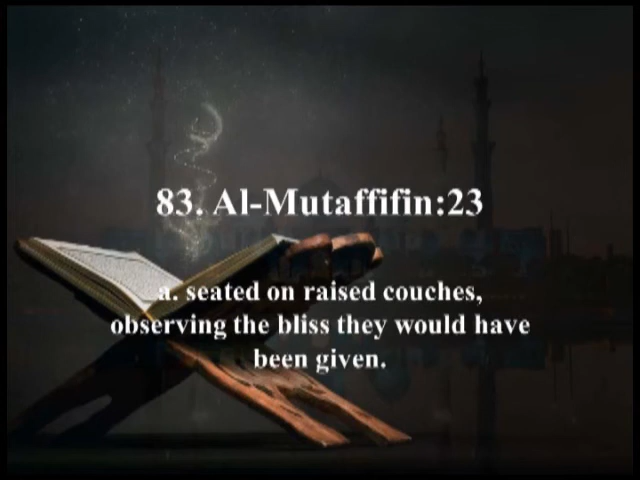 83. Al-Mutaffifin:23
a. seated on raised couches,
observing the bliss they would have
been given.